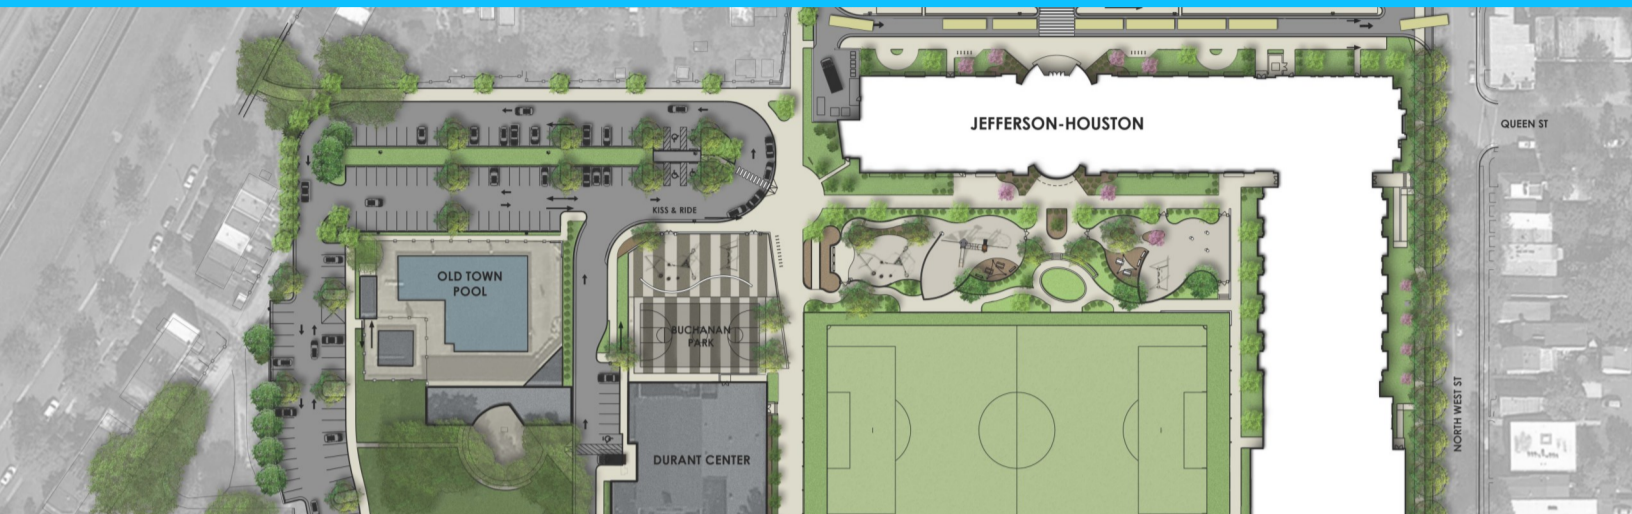 JEFFERSON-HOUSTON
QUEEN ST
KISS & RIDE
OLD TOWN
POOL
BUCHANAN
PARK
NORTH WEST ST
DURANT CENTER